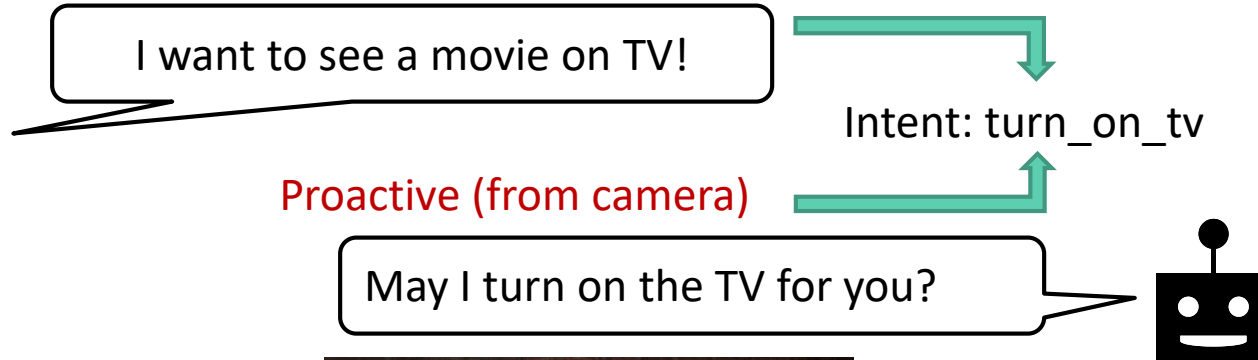 I want to see a movie on TV!
Intent: turn_on_tv
Proactive (from camera)
May I turn on the TV for you?